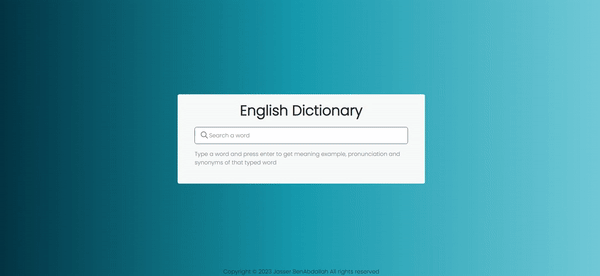 English Dictionary
Search a word
Type a word and press enter to get meaning example, pronunciation and
synonyms of that typed word
Copyright © 2023 Jassen BenAbdallah All rights reserved